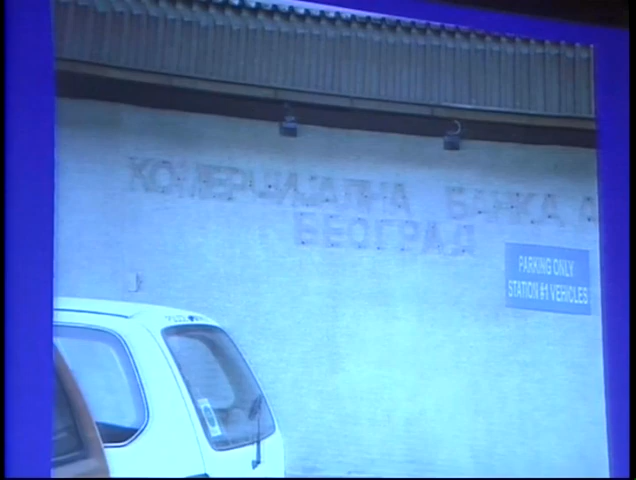 КОМЕРЦИЈАЛНА БАНКА А
БЕОГРАД
PARKING ONLY
STATION #1 VEHICLES